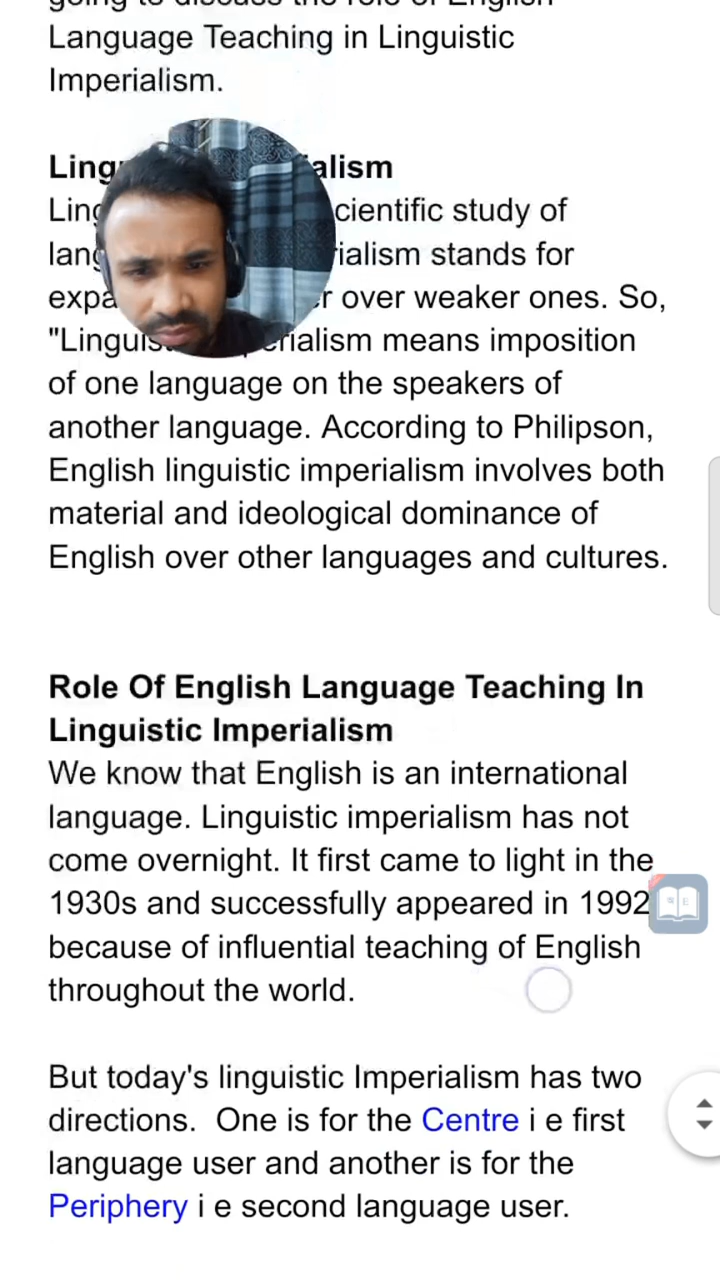 Language Teaching in Linguistic
Imperialism.
alism
cientific study of
ialism stands for
over weaker ones. So,
imperialism means imposition
of one language on the speakers of
another language. According to Philipson,
English linguistic imperialism involves both
material and ideological dominance of
English over other languages and cultures.
Role Of English Language Teaching In
Linguistic Imperialism
We know that English is an international
language. Linguistic imperialism has not
come overnight. It first came to light in the
1930s and successfully appeared in 1992
because of influential teaching of English
throughout the world.
But today's linguistic Imperialism has two
directions. One is for the Centre i e first
language user and another is for the
Periphery i e second language user.